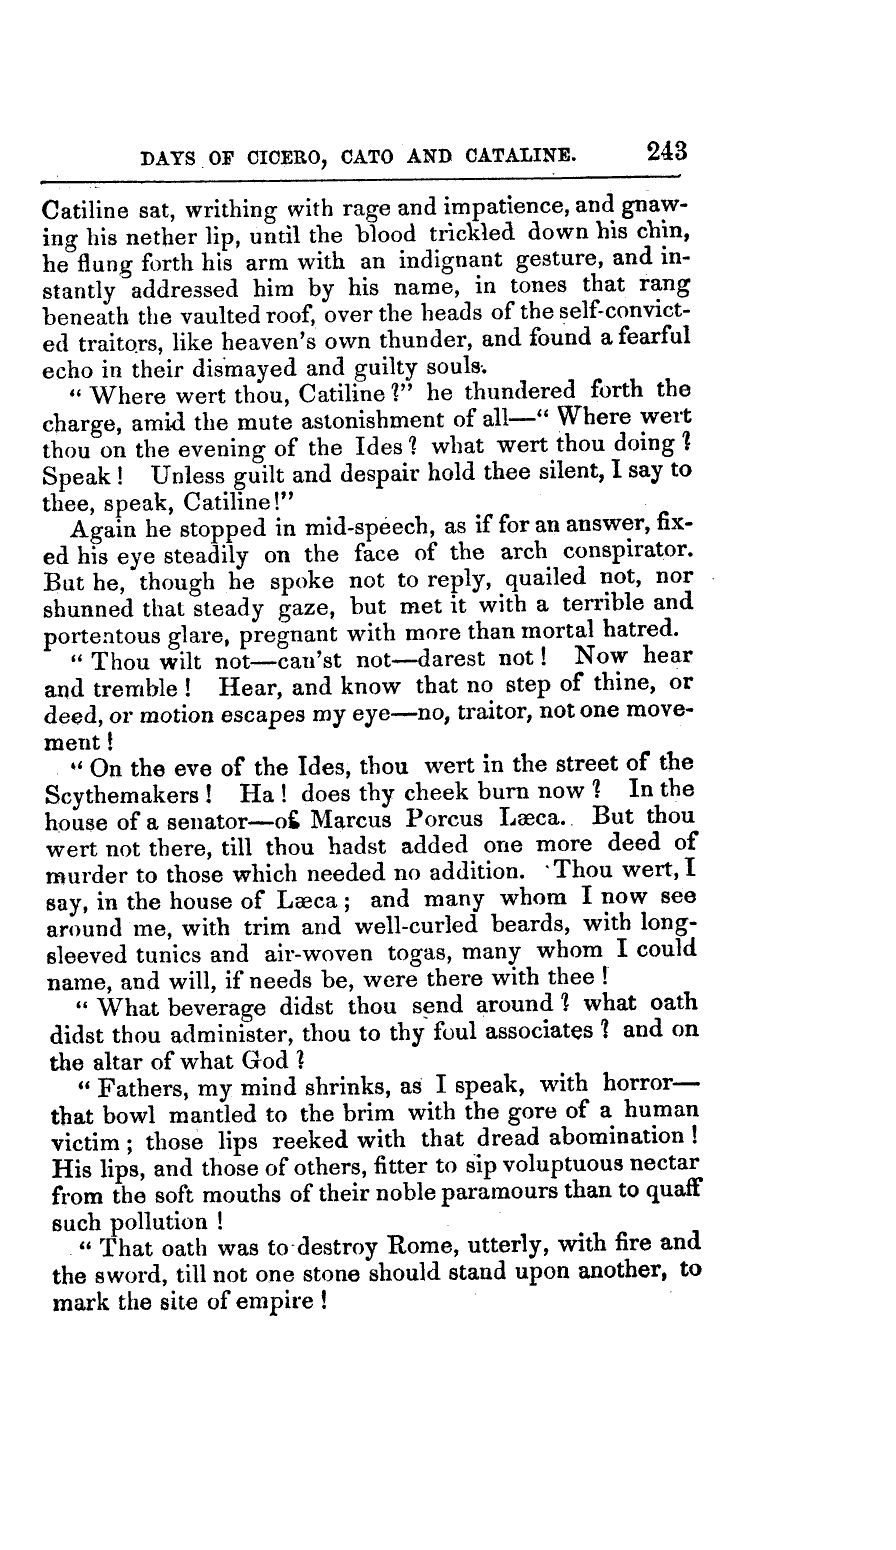 DAYS OF CICERO, CATO AND CATALINE. 243
Catiline sat, writhing with rage and impatience, and gnaw-
ing his nether lip, until the blood trickled down his chin,
he flung forth his arm with an indignant gesture, and in-
stantly addressed him by his name, in tones that rang
beneath the vaulted roof, over the heads of the self-convict-
ed traitors, like heaven's own thunder, and found a fearful
echo in their dismayed and guilty souls.
“ Where wert thou, Catiline ?” he thundered forth the
charge, amid the mute astonishment of all—“ Where wert
thou on the evening of the Ides ? what wert thou doing ?
Speak ! Unless guilt and despair hold thee silent, I say to
thee, speak, Catiline !”
Again he stopped in mid-speech, as if for an answer, fix-
ed his eye steadily on the face of the arch conspirator.
But he, though he spoke not to reply, quailed not, nor
shunned that steady gaze, but met it with a terrible and
portentous glare, pregnant with more than mortal hatred.
“ Thou wilt not—can'st not—darest not ! Now hear
and tremble ! Hear, and know that no step of thine, or
deed, or motion escapes my eye—no, traitor, not one move-
ment !
“ On the eve of the Ides, thou wert in the street of the
Scythemakers ! Ha ! does thy cheek burn now ? In the
house of a senator—of Marcus Porcus Læca. But thou
wert not there, till thou hadst added one more deed of
murder to those which needed no addition. Thou wert, I
say, in the house of Læca ; and many whom I now see
around me, with trim and well-curled beards, with long-
sleeved tunics and air-woven togas, many whom I could
name, and will, if needs be, were there with thee !
“ What beverage didst thou send around ? what oath
didst thou administer, thou to thy foul associates ? and on
the altar of what God ?
“ Fathers, my mind shrinks, as I speak, with horror—
that bowl mantled to the brim with the gore of a human
victim ; those lips reeked with that dread abomination !
His lips, and those of others, fitter to sip voluptuous nectar
from the soft mouths of their noble paramours than to quaff
such pollution !
“ That oath was to destroy Rome, utterly, with fire and
the sword, till not one stone should stand upon another, to
mark the site of empire !